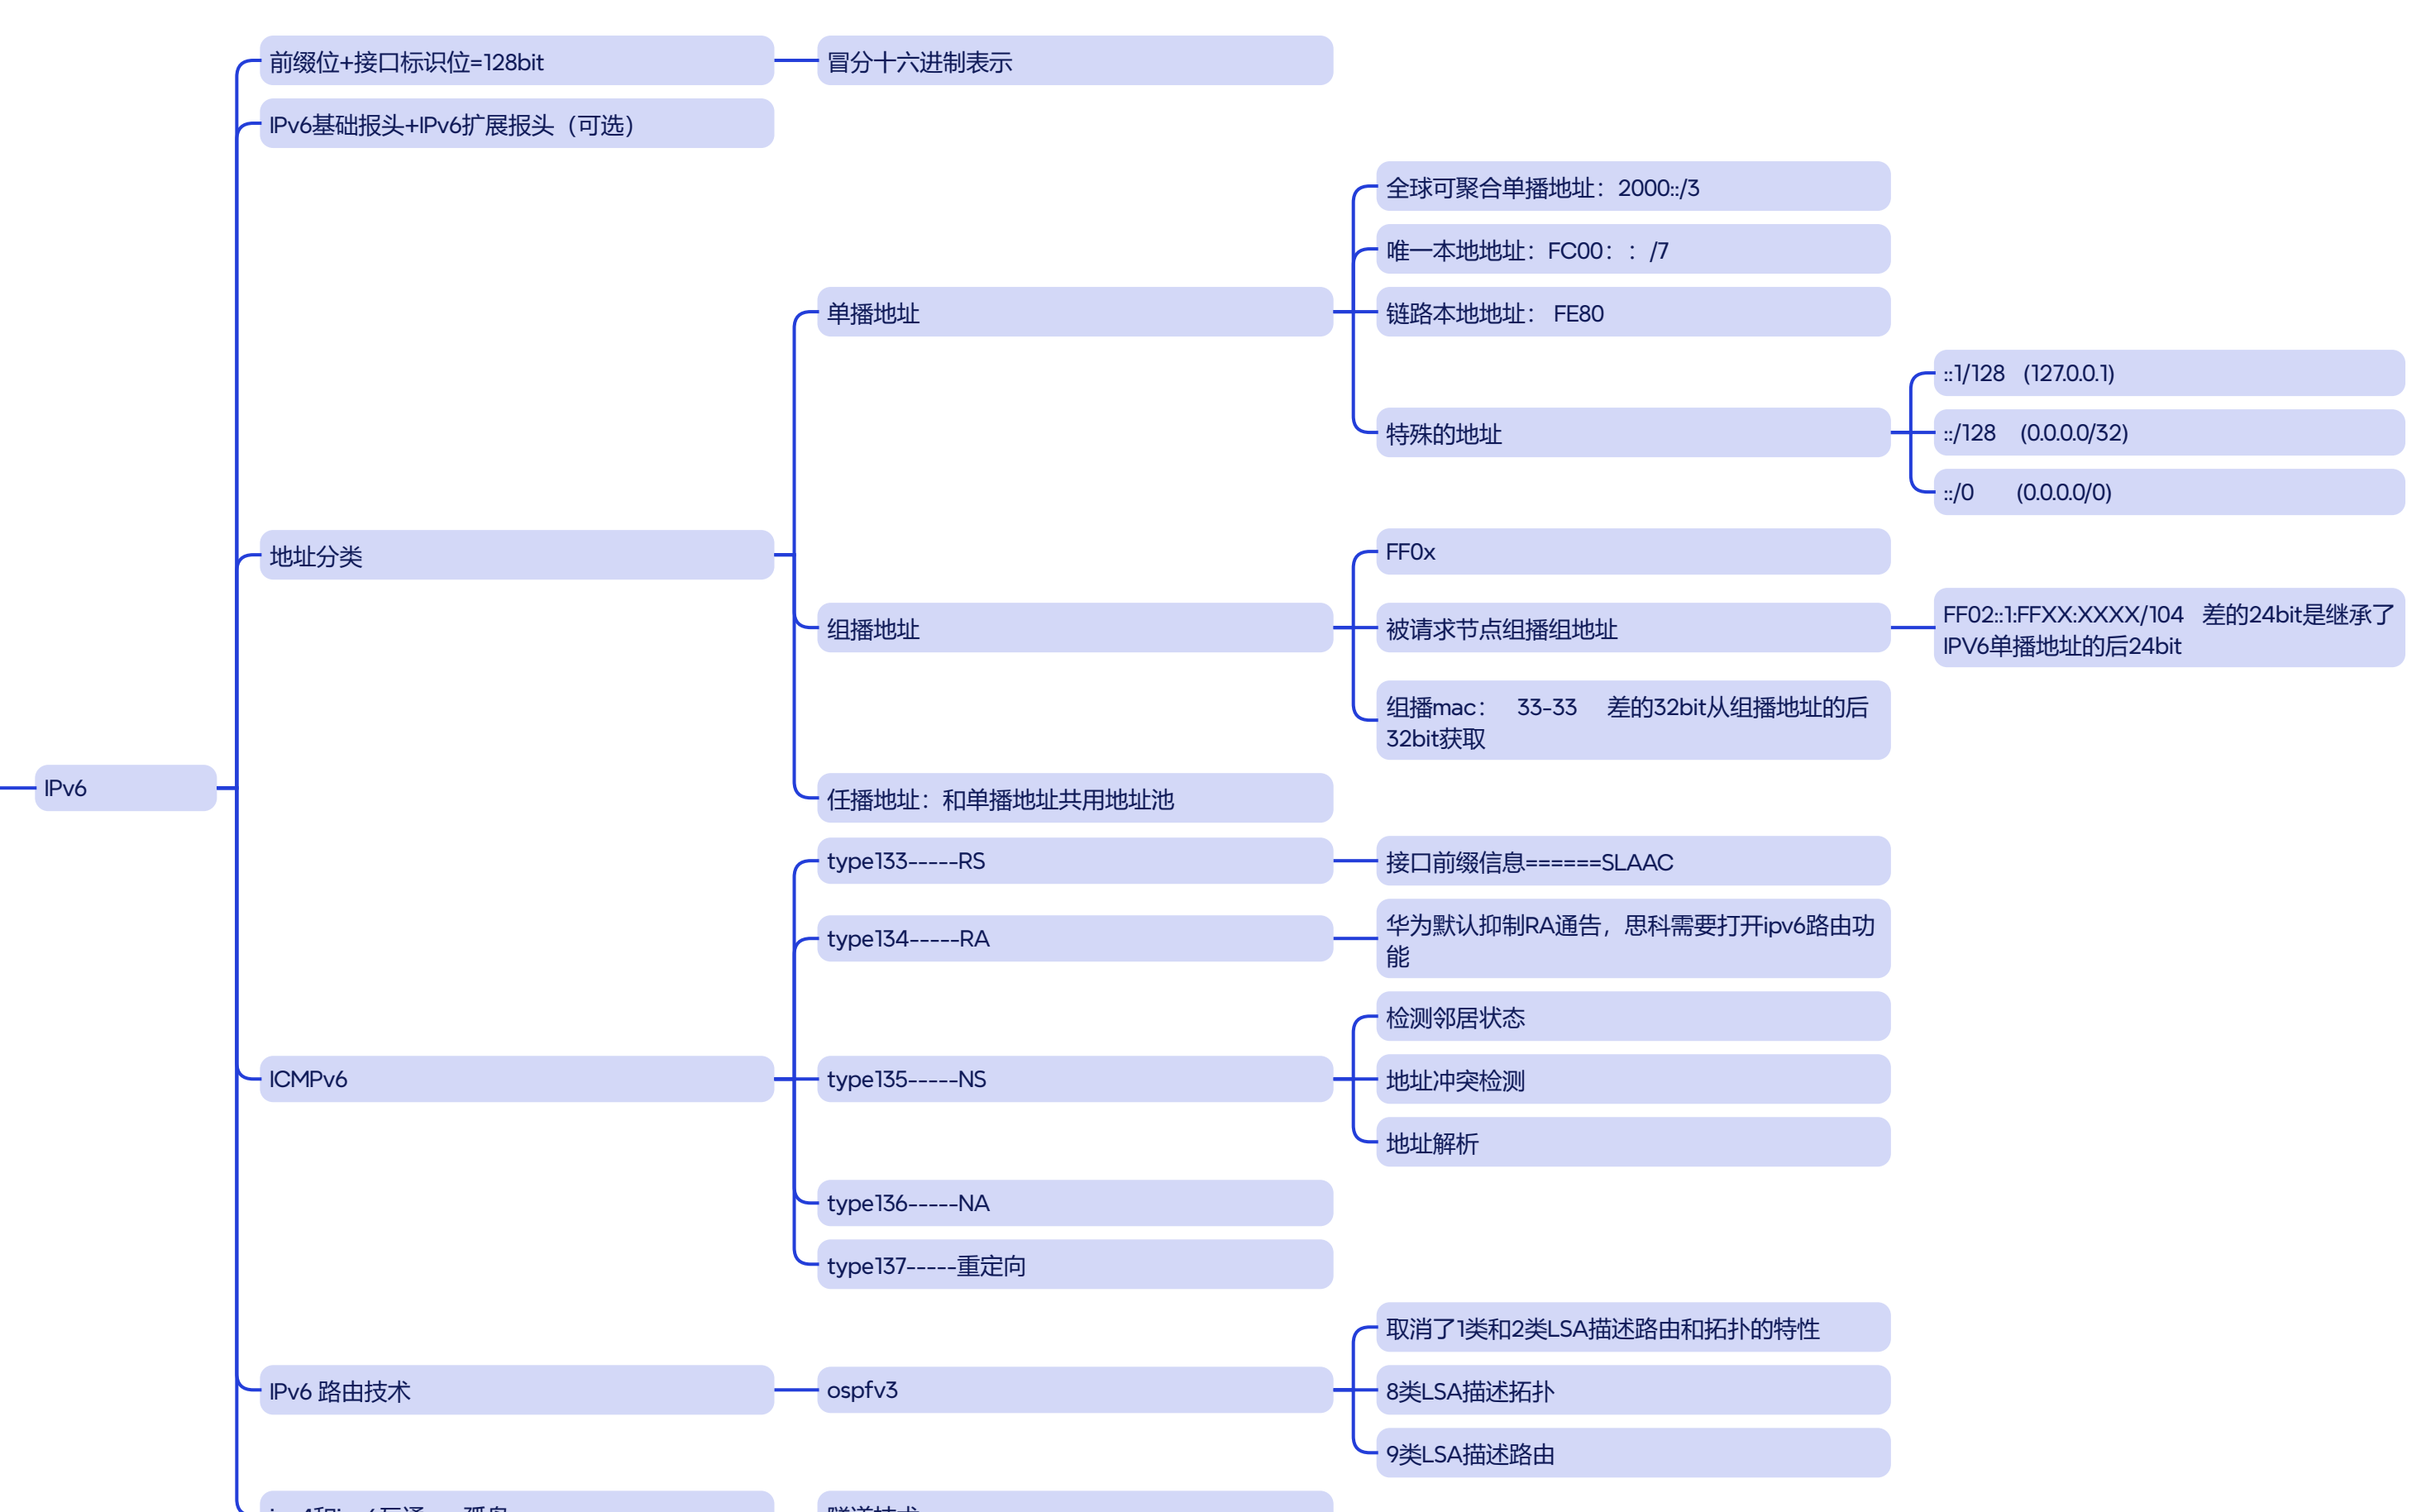 前缀位+接口标识位=128bit
冒分十六进制表示
IPv6基础报头+IPv6扩展报头（可选）
全球可聚合单播地址：2000::/3
唯一本地地址：FC00：：/7
单播地址
链路本地地址： FE80
::1/128 (127.0.0.1)
特殊的地址
::/128 (0.0.0.0/32)
::/0 (0.0.0.0/0)
地址分类
FF0x
组播地址
被请求节点组播组地址
FF02::1:FFXX:XXXX/104 差的24bit是继承了
IPV6单播地址的后24bit
组播mac： 33-33 差的32bit从组播地址的后
32bit获取
IPv6
任播地址：和单播地址共用地址池
type133-----RS
接口前缀信息======SLAAC
type134-----RA
华为默认抑制RA通告，思科需要打开ipv6路由功
能
检测邻居状态
ICMPv6
type135-----NS
地址冲突检测
地址解析
type136-----NA
type137-----重定向
取消了1类和2类LSA描述路由和拓扑的特性
IPv6 路由技术
ospfv3
8类LSA描述拓扑
9类LSA描述路由
隧道技术